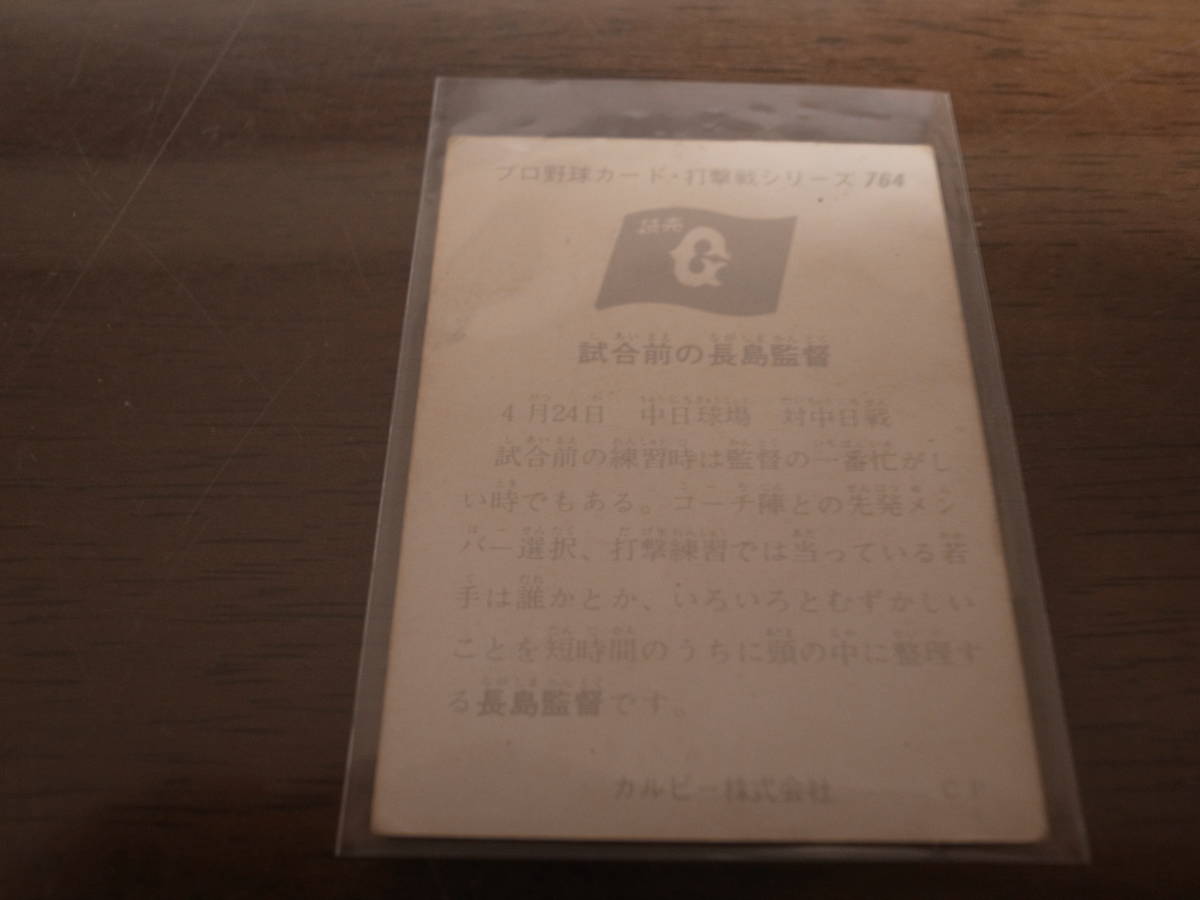 プロ野球カード・打撃戦シリーズ 764
読売
G
試合前の長島監督
4月24日 中日球場 対中日戦
試合前の練習時は監督の一番忙がし
い時でもある。コーチ陣との先発メン
バー選択、打撃練習では当っている若
手は誰かとか、いろいろとむずかしい
ことを短時間のうちに頭の中に整理す
る長島監督です。
カルビー株式会社